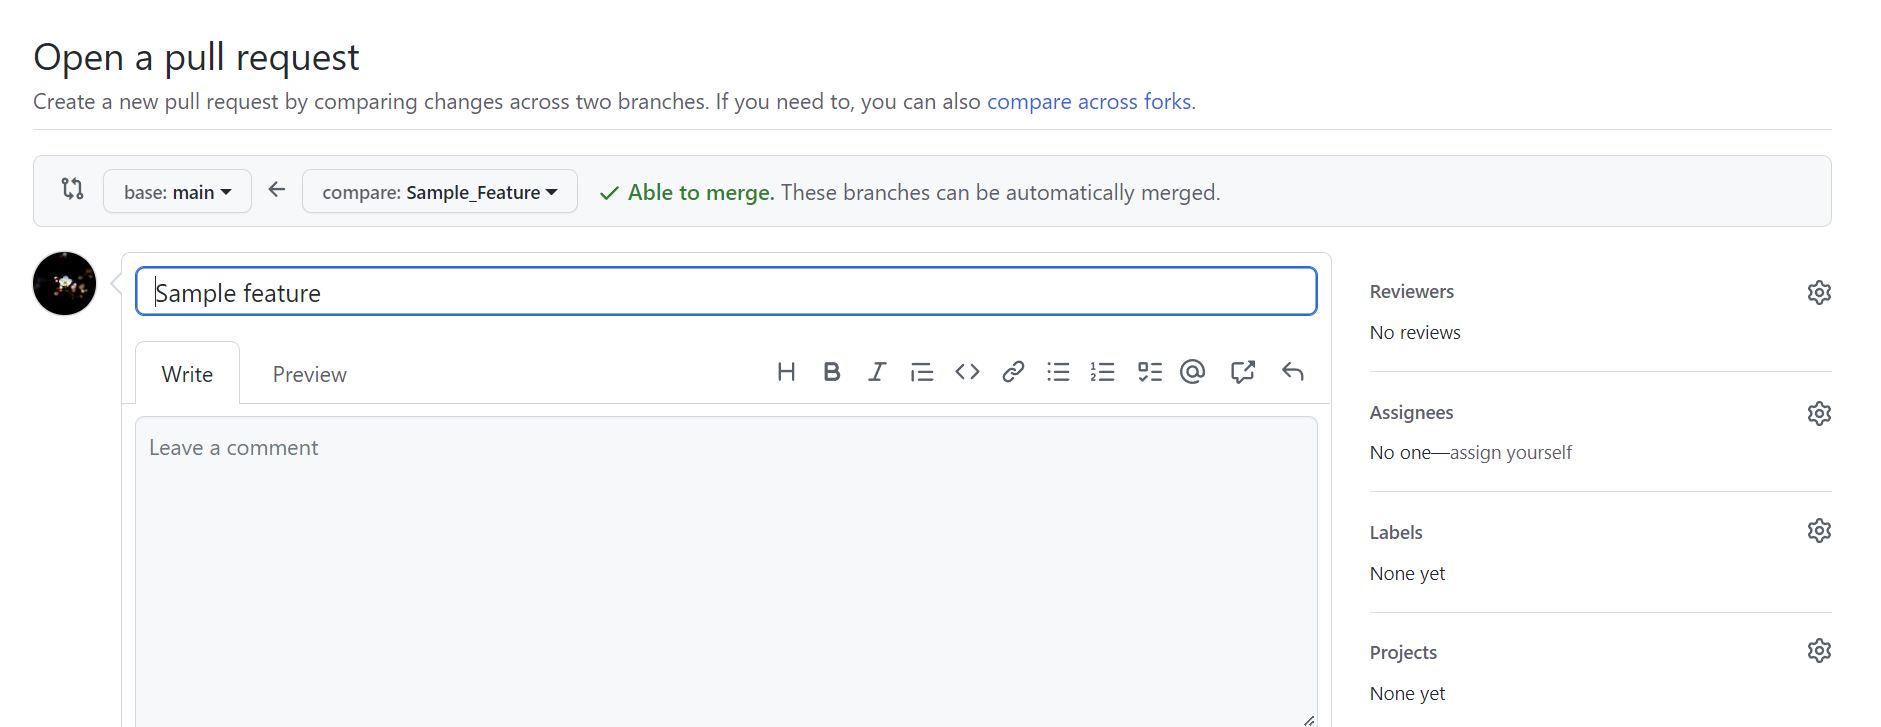 Open a pull request
Create a new pull request by comparing changes across two branches. If you need to, you can also compare across forks.
base: main
compare: Sample_Feature
Able to merge. These branches can be automatically merged.
Sample feature
Write
Preview
Leave a comment
Reviewers
No reviews
Assignees
No one—assign yourself
Labels
None yet
Projects
None yet